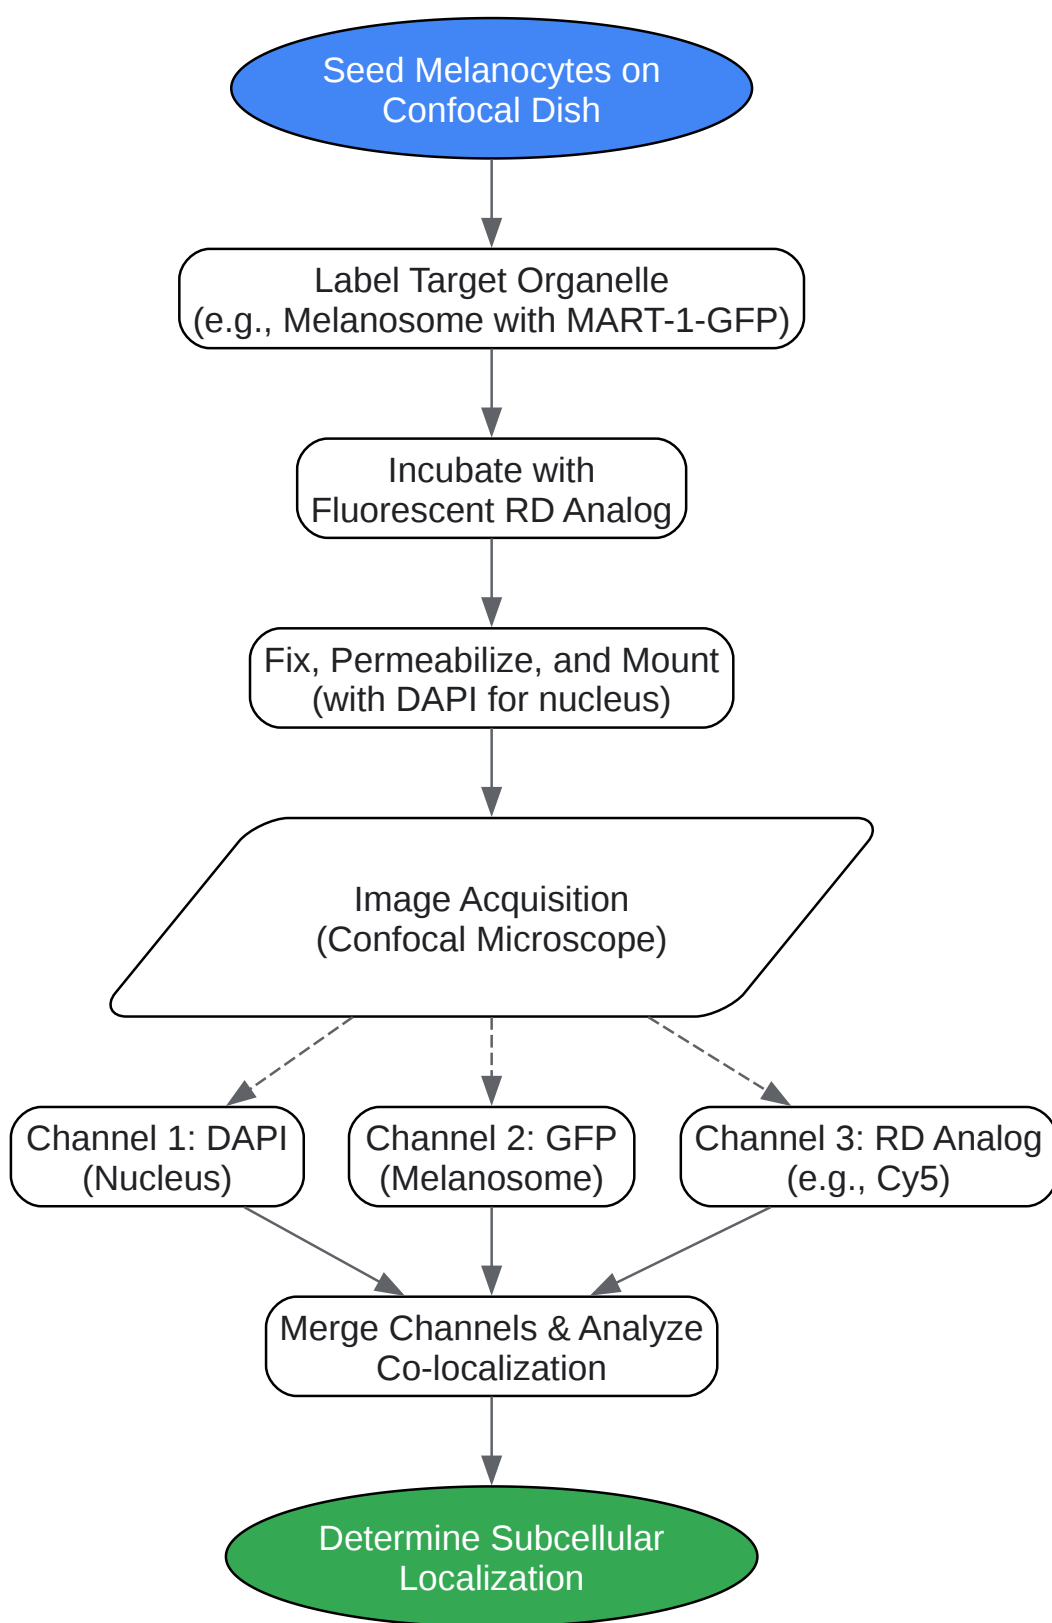 Seed Melanocytes on
Confocal Dish
Label Target Organelle
(e.g., Melanosome with MART-1-GFP)
Incubate with
Fluorescent RD Analog
Fix, Permeabilize, and Mount
(with DAPI for nucleus)
Image Acquisition
(Confocal Microscope)
Channel 1: DAPI
(Nucleus)
Channel 2: GFP
(Melanosome)
Channel 3: RD Analog
(e.g., Cy5)
Merge Channels & Analyze
Co-localization
Determine Subcellular
Localization